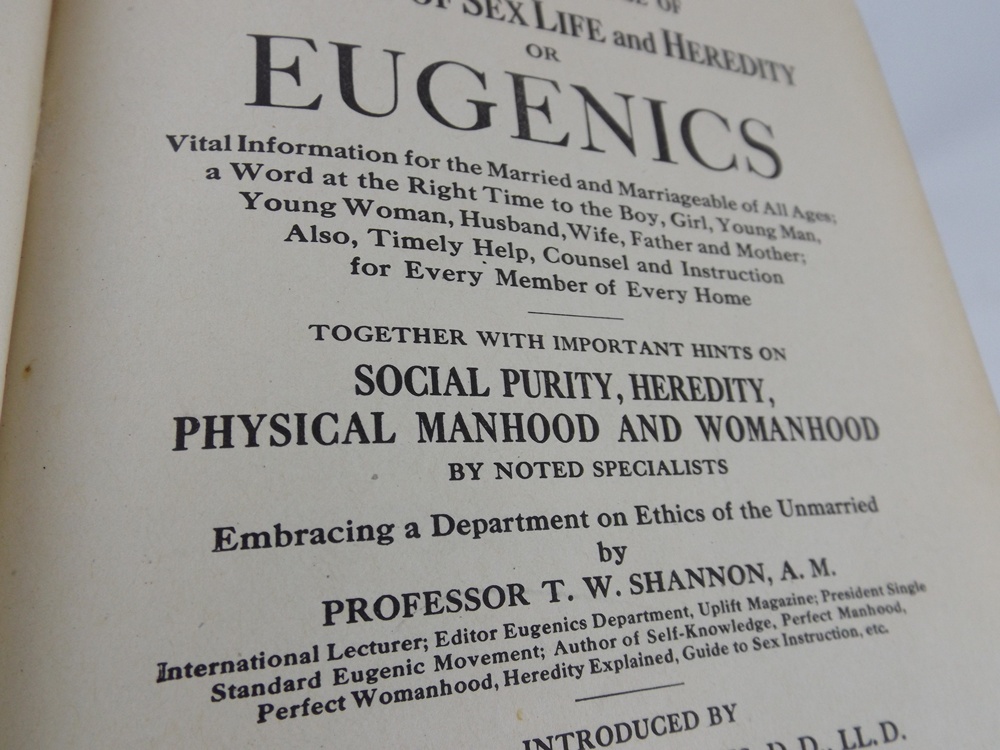 OF
OF SEX LIFE and HEREDITY
OR
EUGENICS
Vital Information for the Married and Marriageable of All Ages;
a Word at the Right Time to the Boy, Girl, Young Man,
Young Woman, Husband, Wife, Father and Mother;
Also, Timely Help, Counsel and Instruction
for Every Member of Every Home
TOGETHER WITH IMPORTANT HINTS ON
SOCIAL PURITY, HEREDITY,
PHYSICAL MANHOOD AND WOMANHOOD
BY NOTED SPECIALISTS
Embracing a Department on Ethics of the Unmarried
by
PROFESSOR T. W. SHANNON, A. M.
International Lecturer; Editor Eugenics Department, Uplift Magazine; President Single
Standard Eugenic Movement; Author of Self-Knowledge, Perfect Manhood,
Perfect Womanhood, Heredity Explained, Guide to Sex Instruction, etc.
INTRODUCED BY
D. D., LL. D.